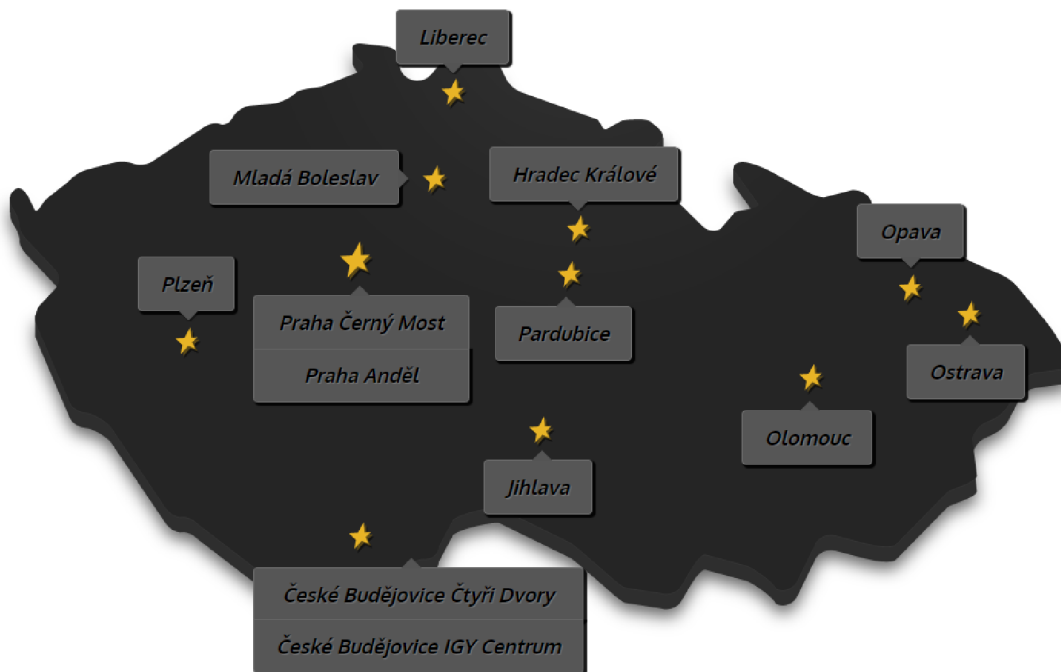 Liberec
Mladá Boleslav
Hradec Králové
Opava
Plzeň
Praha Černý Most
Praha Anděl
Pardubice
Ostrava
Olomouc
Jihlava
České Budějovice Čtyři Dvory
České Budějovice IGY Centrum